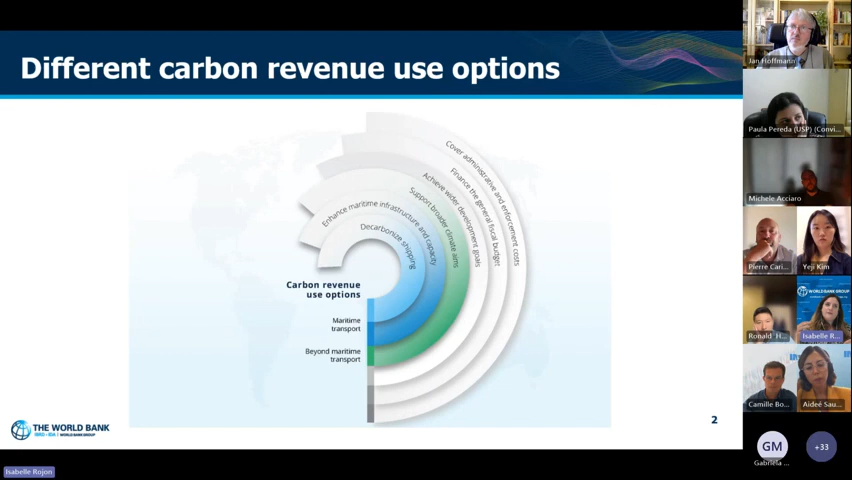 Different carbon revenue use options
Cover administrative and enforcement costs
Finance the general fiscal budget
Achieve wider development goals
Support broader climate aims
Enhance maritime infrastructure and capacity
Decarbonize shipping
Carbon revenue
use options
Maritime
transport
Beyond maritime
transport
THE WORLD BANK
IBRD • IDA | WORLD BANK GROUP
2
Isabelle Rojon
Jan Hoffmann
Paula Pereda (USP) (Convi...
Michele Acciaro
Pierre Cari...
Yeji Kim
WORLD BANK GROUP
Ronald H...
Isabelle R...
Camille Bo...
Aideé Sau...
GM
Gabriela ...
+33